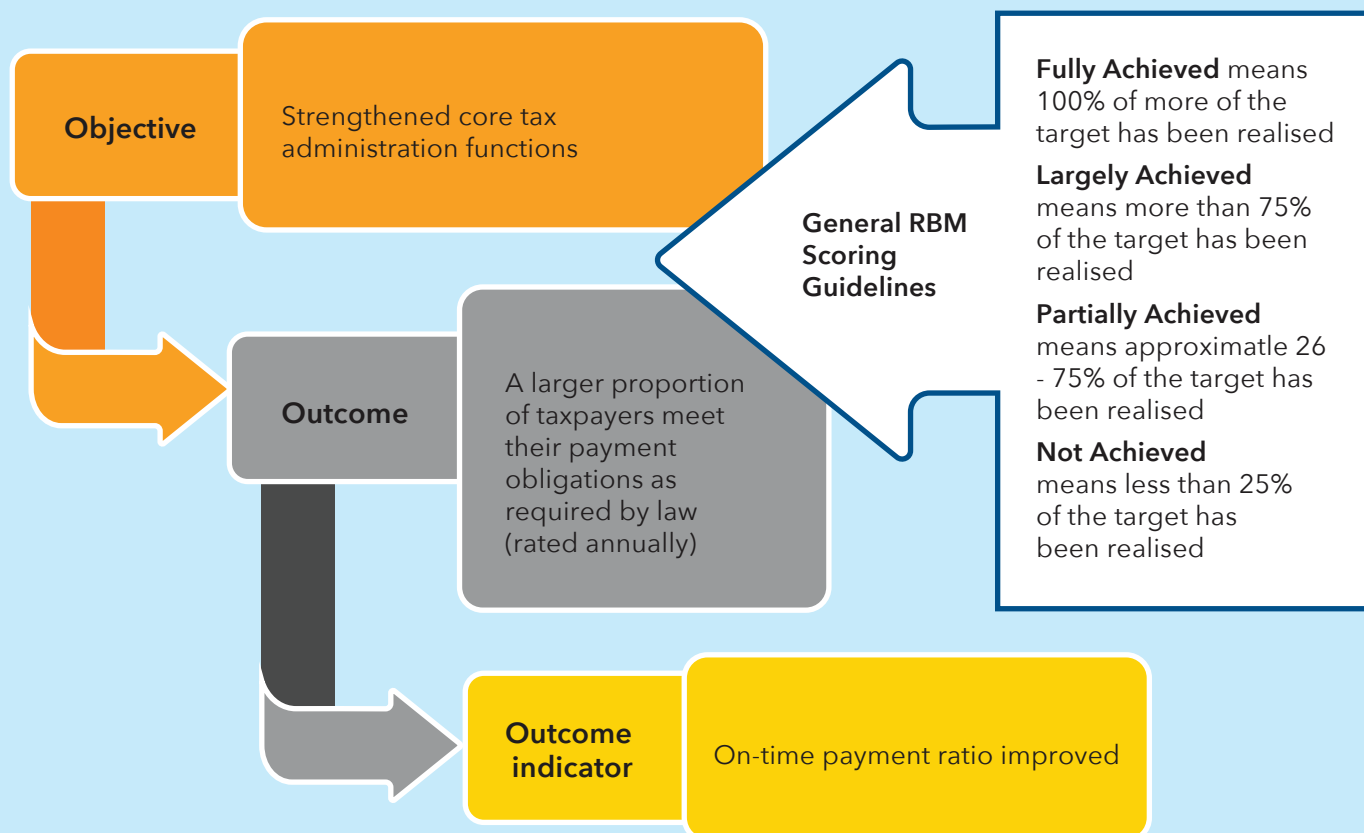 Objective
Strengthened core tax
administration functions
Outcome
A larger proportion
of taxpayers meet
their payment
obligations as
required by law
(rated annually)
Outcome
indicator
On-time payment ratio improved
General RBM
Scoring
Guidelines
Fully Achieved means
100% of more of the
target has been realised
Largely Achieved
means more than 75%
of the target has been
realised
Partially Achieved
means approximatle 26
- 75% of the target has
been realised
Not Achieved
means less than 25%
of the target has
been realised